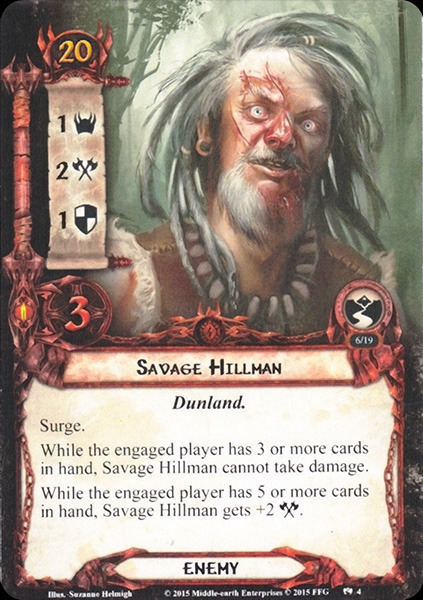 20
1
2
1
3
6/19
Savage Hillman
Dunland.
Surge.
While the engaged player has 3 or more cards
in hand, Savage Hillman cannot take damage.
While the engaged player has 5 or more cards
in hand, Savage Hillman gets +2 .
ENEMY
Illus. Suzanne Helmigh © 2015 Middle-earth Enterprises © 2015 FFG 4